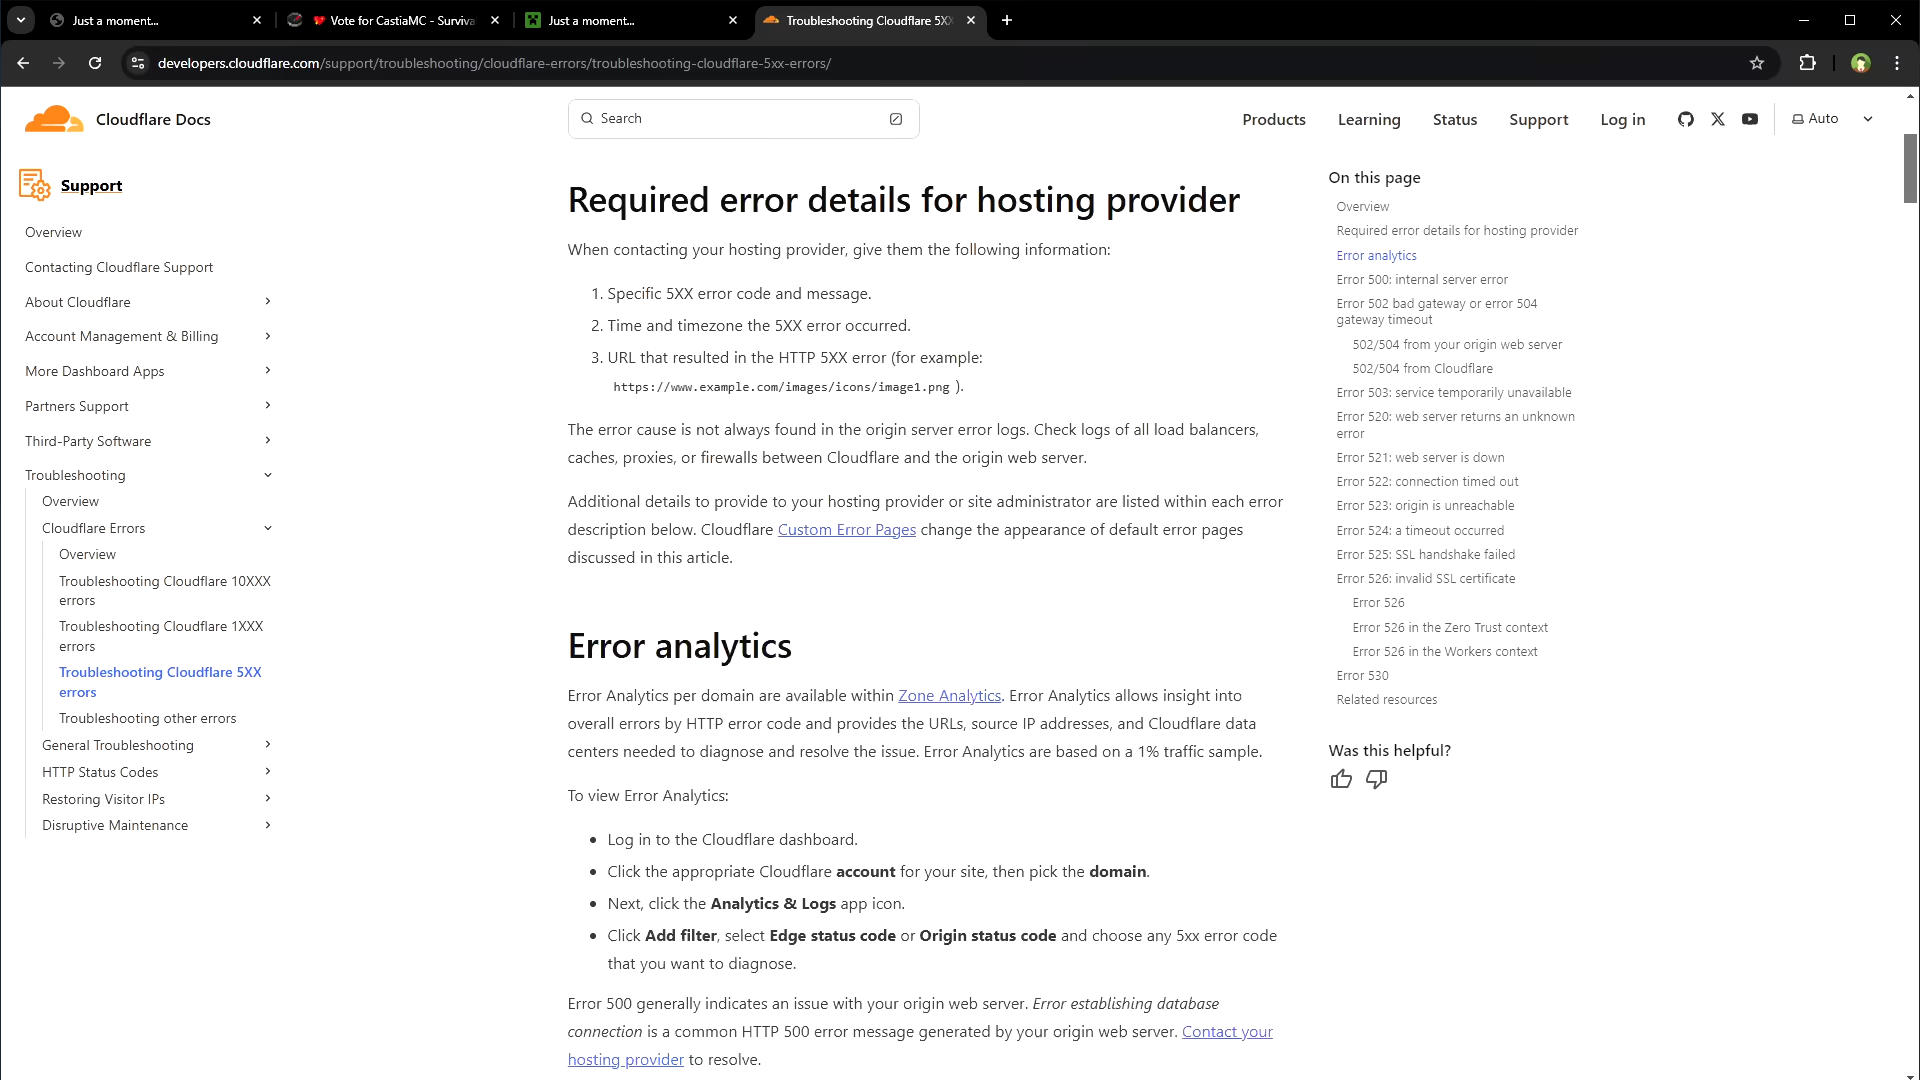 Just a moment...
Vote for CastiaMC - Surviva
Just a moment...
Troubleshooting Cloudflare 5XX
developers.cloudflare.com/support/troubleshooting/cloudflare-errors/troubleshooting-cloudflare-5xx-errors/
Cloudflare Docs
Search
Products
Learning
Status
Support
Log in
Auto
Support
Overview
Contacting Cloudflare Support
About Cloudflare
Account Management & Billing
More Dashboard Apps
Partners Support
Third-Party Software
Troubleshooting
Overview
Cloudflare Errors
Overview
Troubleshooting Cloudflare 10XXX
errors
Troubleshooting Cloudflare 1XXX
errors
Troubleshooting Cloudflare 5XX
errors
Troubleshooting other errors
General Troubleshooting
HTTP Status Codes
Restoring Visitor IPs
Disruptive Maintenance
Required error details for hosting provider
When contacting your hosting provider, give them the following information:
1. Specific 5XX error code and message.
2. Time and timezone the 5XX error occurred.
3. URL that resulted in the HTTP 5XX error (for example:
https://www.example.com/images/icons/image1.png ).
The error cause is not always found in the origin server error logs. Check logs of all load balancers,
caches, proxies, or firewalls between Cloudflare and the origin web server.
Additional details to provide to your hosting provider or site administrator are listed within each error
description below. Cloudflare Custom Error Pages change the appearance of default error pages
discussed in this article.
Error analytics
Error Analytics per domain are available within Zone Analytics. Error Analytics allows insight into
overall errors by HTTP error code and provides the URLs, source IP addresses, and Cloudflare data
centers needed to diagnose and resolve the issue. Error Analytics are based on a 1% traffic sample.
To view Error Analytics:
• Log in to the Cloudflare dashboard.
• Click the appropriate Cloudflare account for your site, then pick the domain.
• Next, click the Analytics & Logs app icon.
• Click Add filter, select Edge status code or Origin status code and choose any 5xx error code
that you want to diagnose.
Error 500 generally indicates an issue with your origin web server. Error establishing database
connection is a common HTTP 500 error message generated by your origin web server. Contact your
hosting provider to resolve.
On this page
Overview
Required error details for hosting provider
Error analytics
Error 500: internal server error
Error 502 bad gateway or error 504
gateway timeout
502/504 from your origin web server
502/504 from Cloudflare
Error 503: service temporarily unavailable
Error 520: web server returns an unknown
error
Error 521: web server is down
Error 522: connection timed out
Error 523: origin is unreachable
Error 524: a timeout occurred
Error 525: SSL handshake failed
Error 526: invalid SSL certificate
Error 526
Error 526 in the Zero Trust context
Error 526 in the Workers context
Error 530
Related resources
Was this helpful?